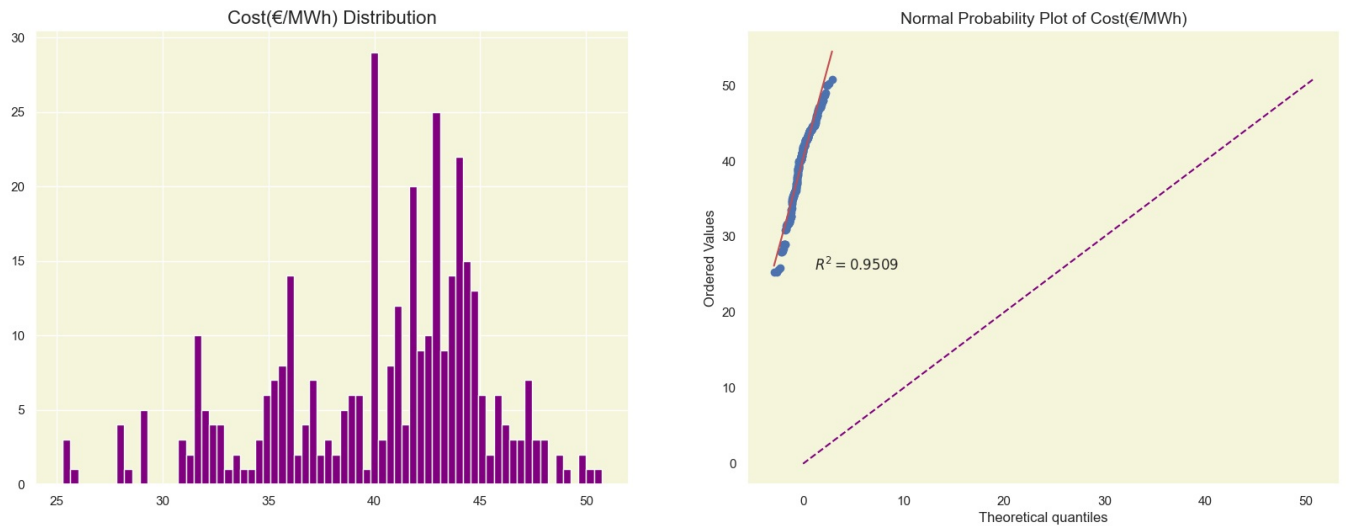 Cost(€/MWh) Distribution
30
25
20
15
10
5
0
25 30 35 40 45 50
Normal Probability Plot of Cost(€/MWh)
Ordered Values
50
40
30
20
10
0
R² = 0.9509
0 10 20 30 40 50
Theoretical quantiles